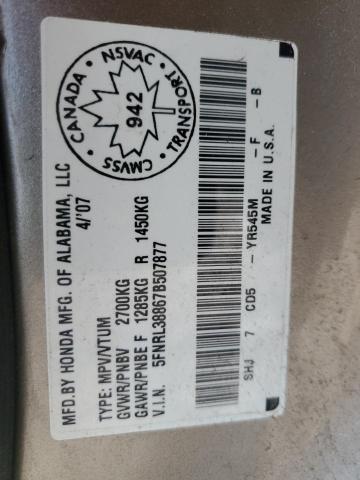 MFD.BY HONDA MFG. OF ALABAMA, LLC
4/'07
TYPE: MPV/VTUM
GVWR/PNBV 2700KG
GAWR/PNBE F 1285KG R 1450KG
V.I.N. 5FNRL38867B507877
CANADA · NSVAC · TRANSPORT · CMVSS
942
SHJ 7 CD5 - YR545M - F - B
MADE IN U.S.A.